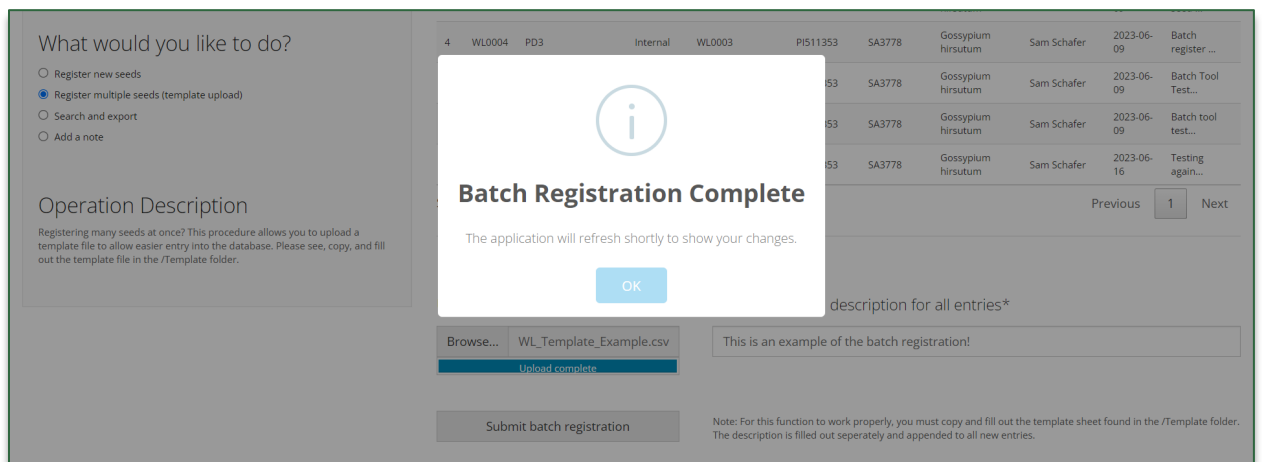 What would you like to do?
Register new seeds
Register multiple seeds (template upload)
Search and export
Add a note
Operation Description
Registering many seeds at once? This procedure allows you to upload a
template file to allow easier entry into the database. Please see, copy, and fill
out the template file in the /Template folder.
hirsutum
4 WL0004 PD3 Internal WL0003 PI511353 SA3778 Gossypium hirsutum Sam Schafer 2023-06-09 Batch register ...
353 SA3778 Gossypium hirsutum Sam Schafer 2023-06-09 Batch Tool Test...
353 SA3778 Gossypium hirsutum Sam Schafer 2023-06-09 Batch tool test...
353 SA3778 Gossypium hirsutum Sam Schafer 2023-06-16 Testing again...
Previous 1 Next
i
Batch Registration Complete
The application will refresh shortly to show your changes.
OK
description for all entries*
Browse... WL_Template_Example.csv
This is an example of the batch registration!
Upload complete
Submit batch registration
Note: For this function to work properly, you must copy and fill out the template sheet found in the /Template folder.
The description is filled out seperately and appended to all new entries.